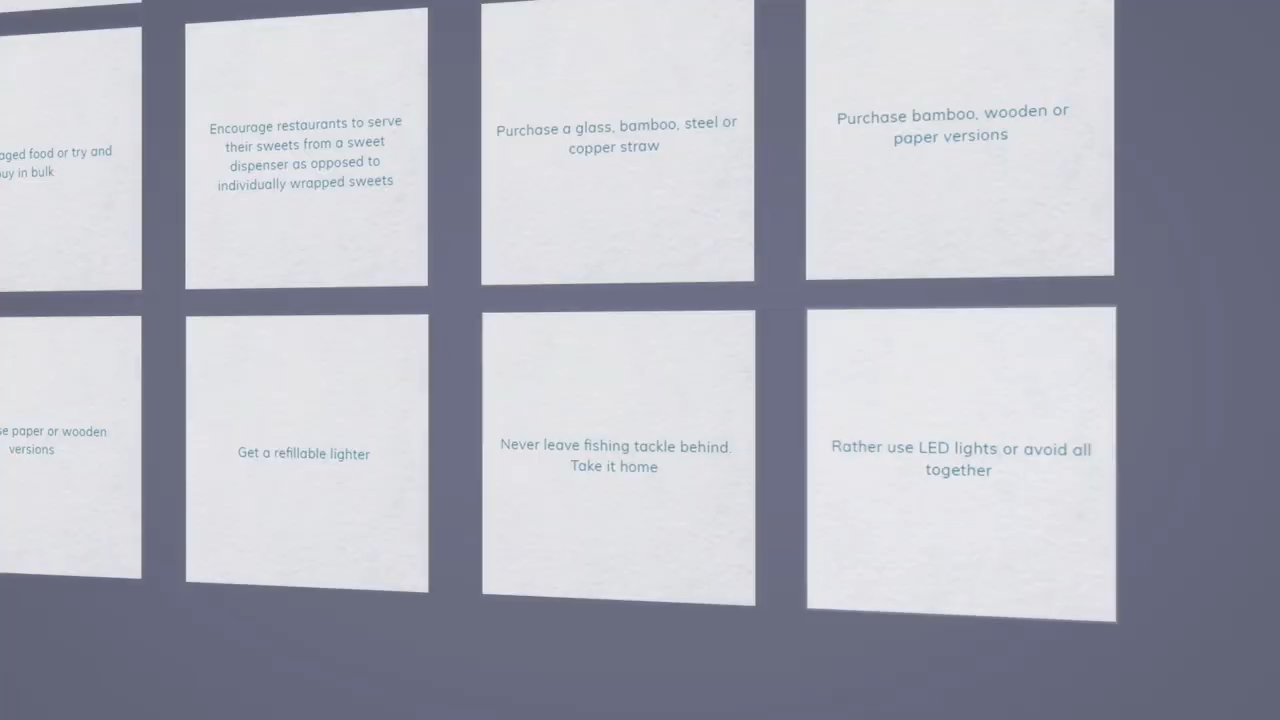 food or try and
in bulk
Encourage restaurants to serve
their sweets from a sweet
dispenser as opposed to
individually wrapped sweets
Purchase a glass, bamboo, steel or
copper straw
Purchase bamboo, wooden or
paper versions
paper or wooden
versions
Get a refillable lighter
Never leave fishing tackle behind.
Take it home
Rather use LED lights or avoid all
together